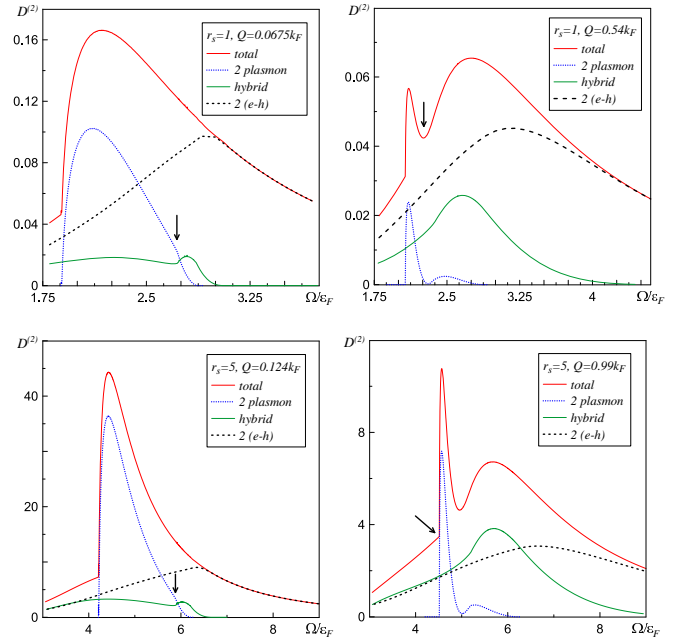 D(2)
r_s=1, Q=0.0675k_F
total
2 plasmon
hybrid
2 (e-h)
0.16
0.12
0.08
0.04
0
1.75
2.5
3.25
Ω/ε_F
D(2)
r_s=1, Q=0.54k_F
total
2 plasmon
hybrid
2 (e-h)
0.06
0.04
0.02
0
1.75
2.5
3.25
4
Ω/ε_F
D(2)
r_s=5, Q=0.124k_F
total
2 plasmon
hybrid
2 (e-h)
40
20
0
4
6
8
Ω/ε_F
D(2)
r_s=5, Q=0.99k_F
total
2 plasmon
hybrid
2 (e-h)
8
4
0
4
6
8
Ω/ε_F